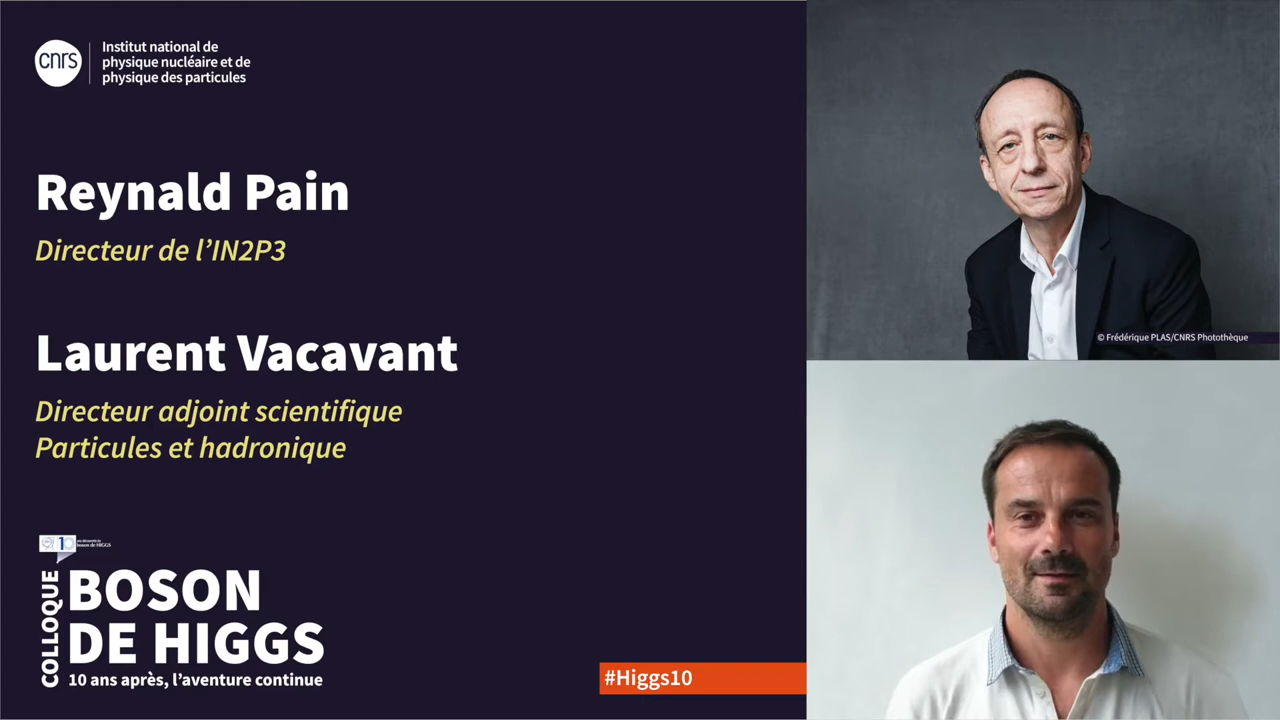 cnrs
Institut national de
physique nucléaire et de
physique des particules
Reynald Pain
Directeur de l'IN2P3
Laurent Vacavant
Directeur adjoint scientifique
Particules et hadronique
COLLOQUE
BOSON
DE HIGGS
10 ans après, l'aventure continue
#Higgs10
© Frédérique PLAS/CNRS Photothèque